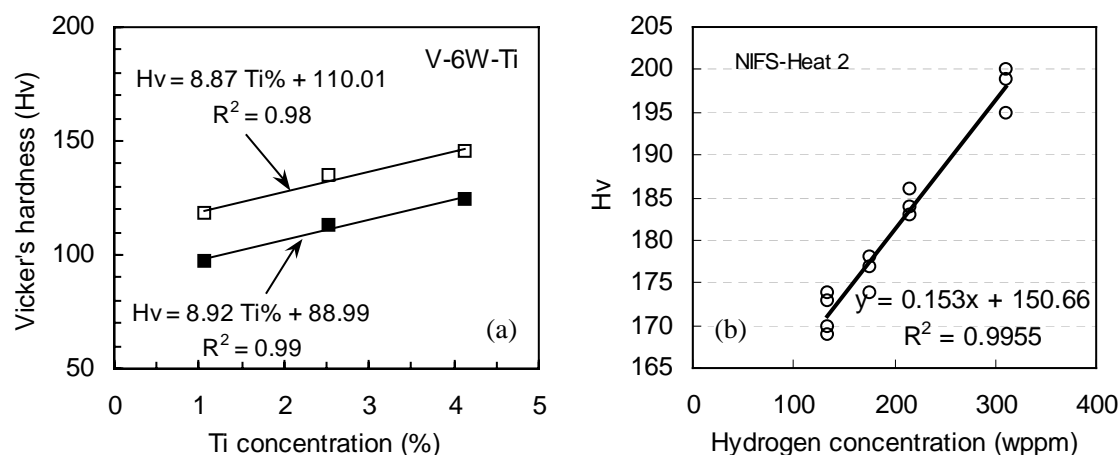 200
150
100
50
Vicker's hardness (Hv)
V-6W-Ti
Hv = 8.87 Ti% + 110.01
R² = 0.98
Hv = 8.92 Ti% + 88.99
R² = 0.99
(a)
0 1 2 3 4 5
Ti concentration (%)
205
200
195
190
185
180
175
170
165
Hv
NIFS-Heat 2
y = 0.153x + 150.66
R² = 0.9955
(b)
0 100 200 300 400
Hydrogen concentration (wppm)